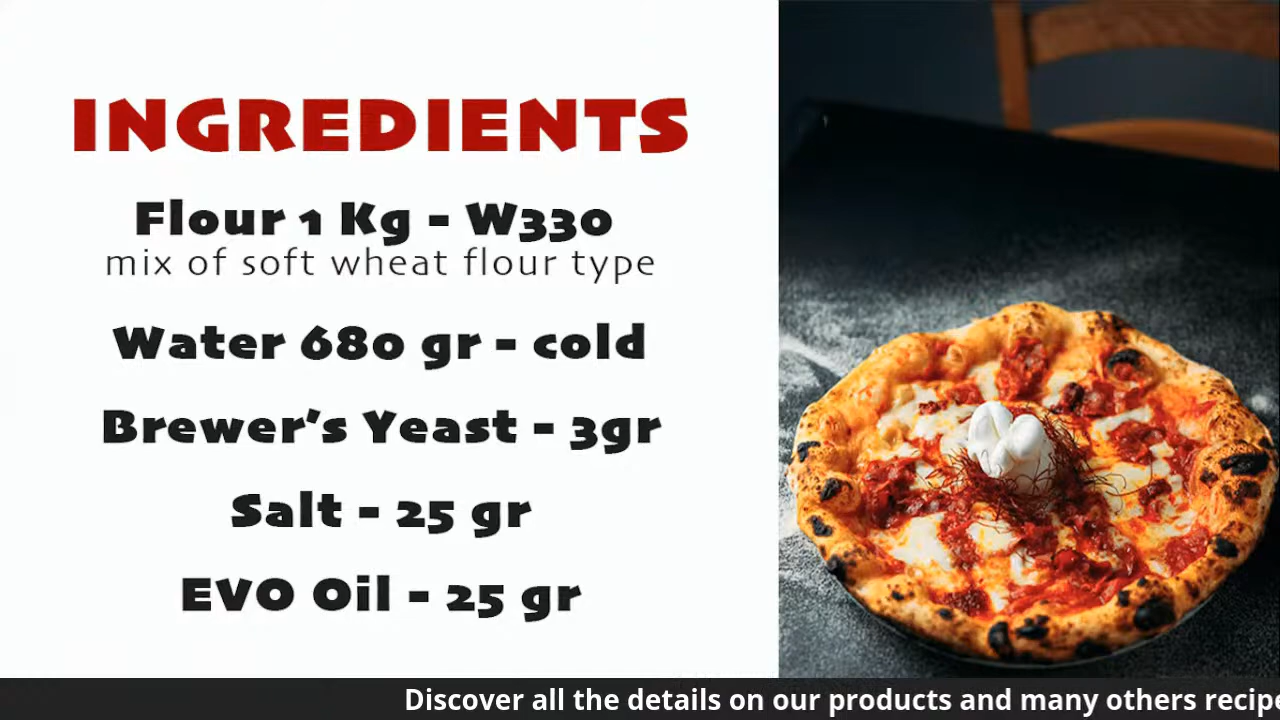 INGREDIENTS
Flour 1 Kg - W330
mix of soft wheat flour type
Water 680 gr - cold
Brewer's Yeast - 3gr
Salt - 25 gr
EVO Oil - 25 gr
Discover all the details on our products and many others